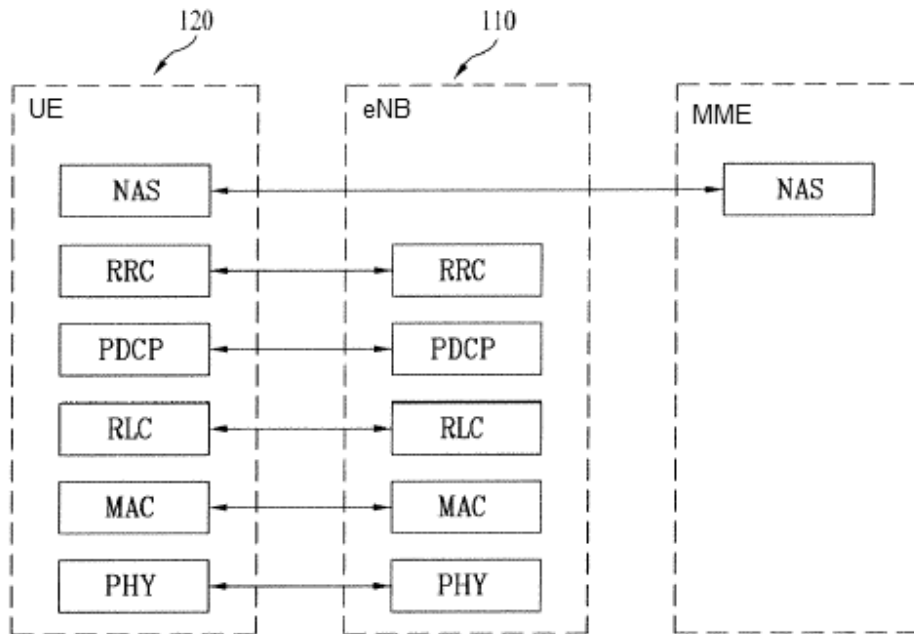 120
110
UE
eNB
MME
NAS
NAS
RRC
RRC
PDCP
PDCP
RLC
RLC
MAC
MAC
PHY
PHY